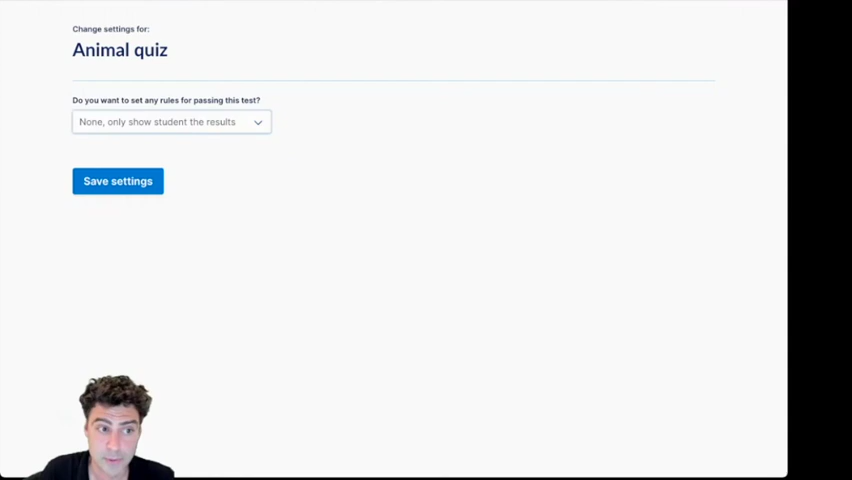 Change settings for:
Animal quiz
Do you want to set any rules for passing this test?
None, only show student the results
Save settings